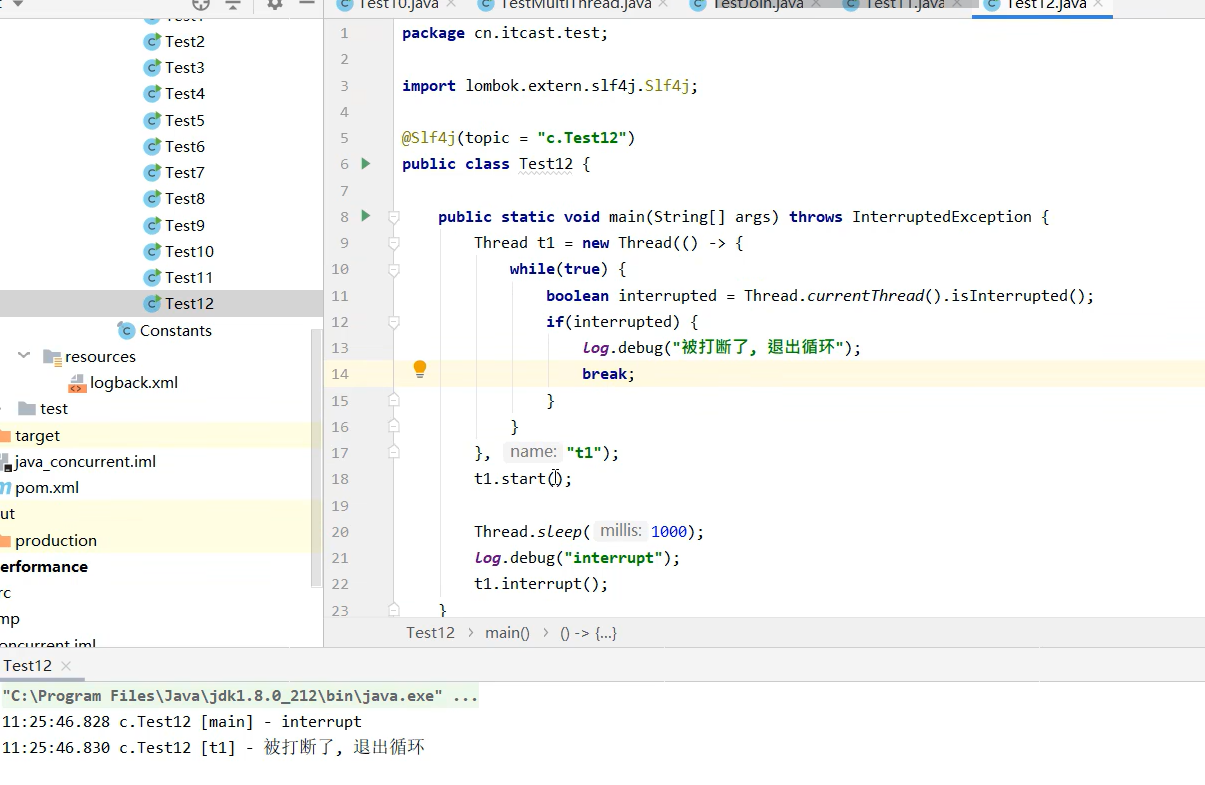 Test10.java
TestMultiThread.java
TestJoin.java
Test11.java
Test12.java
Test1
Test2
Test3
Test4
Test5
Test6
Test7
Test8
Test9
Test10
Test11
Test12
Constants
resources
logback.xml
test
target
java_concurrent.iml
pom.xml
ut
production
erformance
rc
mp
oncurrent.iml
1 package cn.itcast.test;
2
3 import lombok.extern.slf4j.Slf4j;
4
5 @Slf4j(topic = "c.Test12")
6 public class Test12 {
7
8 public static void main(String[] args) throws InterruptedException {
9 Thread t1 = new Thread(() -> {
10 while(true) {
11 boolean interrupted = Thread.currentThread().isInterrupted();
12 if(interrupted) {
13 log.debug("被打断了, 退出循环");
14 break;
15 }
16 }
17 }, name: "t1");
18 t1.start();
19
20 Thread.sleep( millis: 1000);
21 log.debug("interrupt");
22 t1.interrupt();
23 }
Test12 > main() > () -> {...}
Test12
"C:\Program Files\Java\jdk1.8.0_212\bin\java.exe" ...
11:25:46.828 c.Test12 [main] - interrupt
11:25:46.830 c.Test12 [t1] - 被打断了, 退出循环